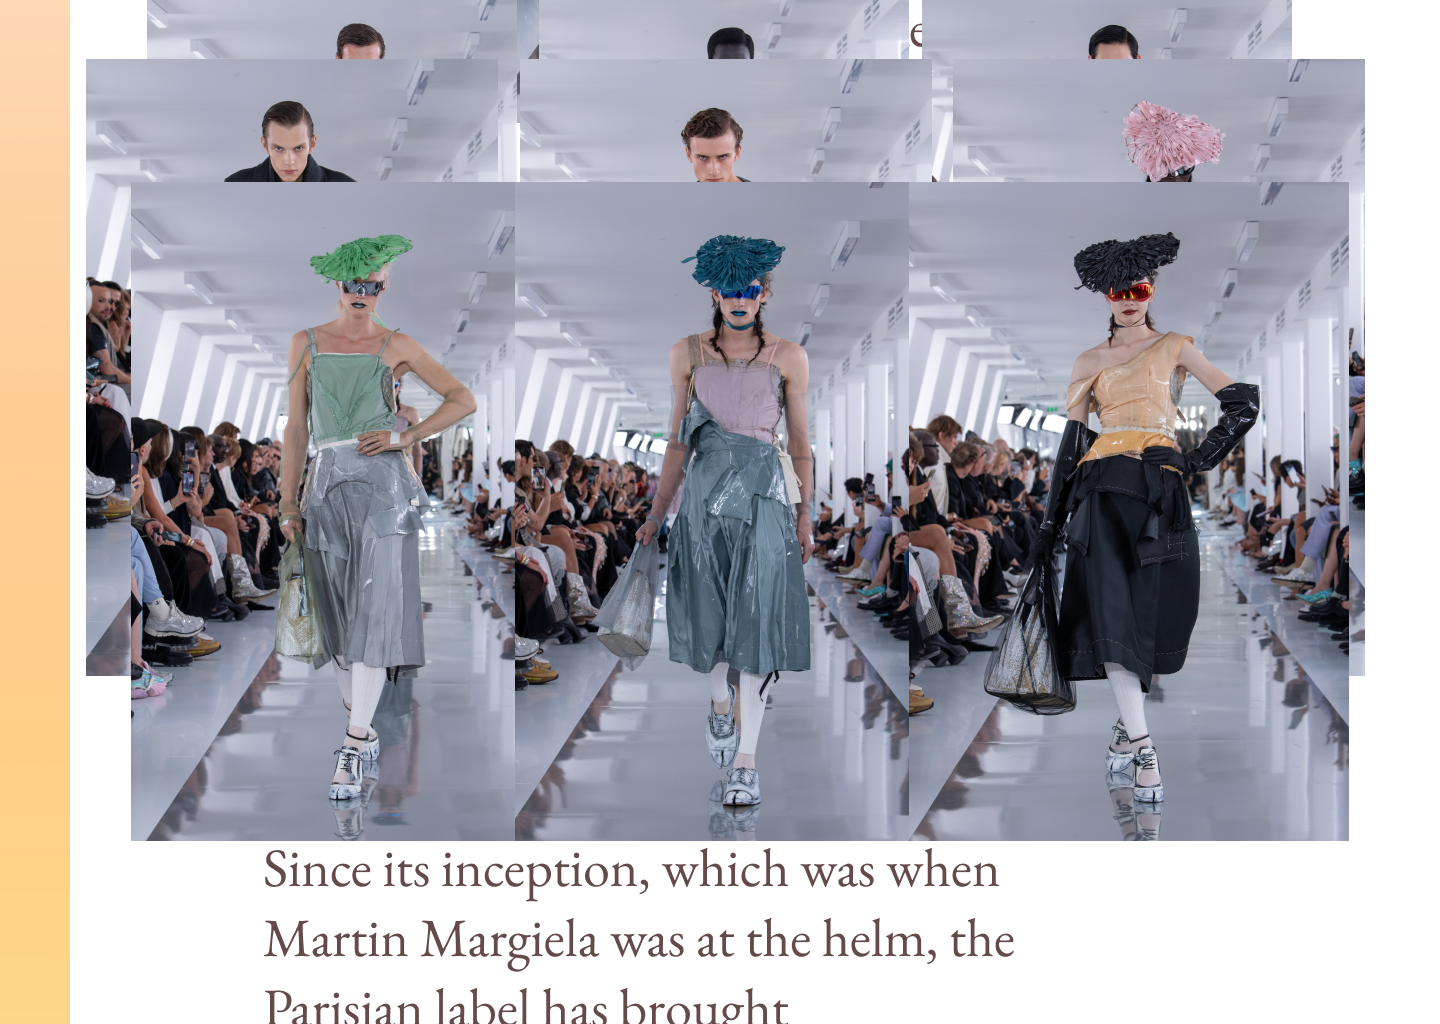 e
Since its inception, which was when
Martin Margiela was at the helm, the
Parisian label has brought